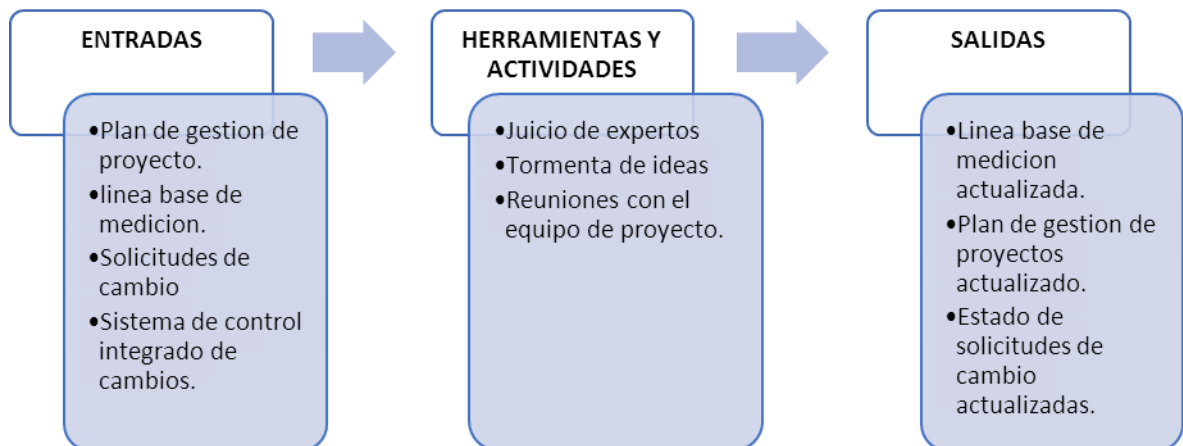 ENTRADAS
•Plan de gestion de
proyecto.
•linea base de
medicion.
•Solicitudes de
cambio
•Sistema de control
integrado de
cambios.
HERRAMIENTAS Y
ACTIVIDADES
•Juicio de expertos
•Tormenta de ideas
•Reuniones con el
equipo de proyecto.
SALIDAS
•Linea base de
medicion
actualizada.
•Plan de gestion de
proyectos
actualizado.
•Estado de
solicitudes de
cambio
actualizadas.